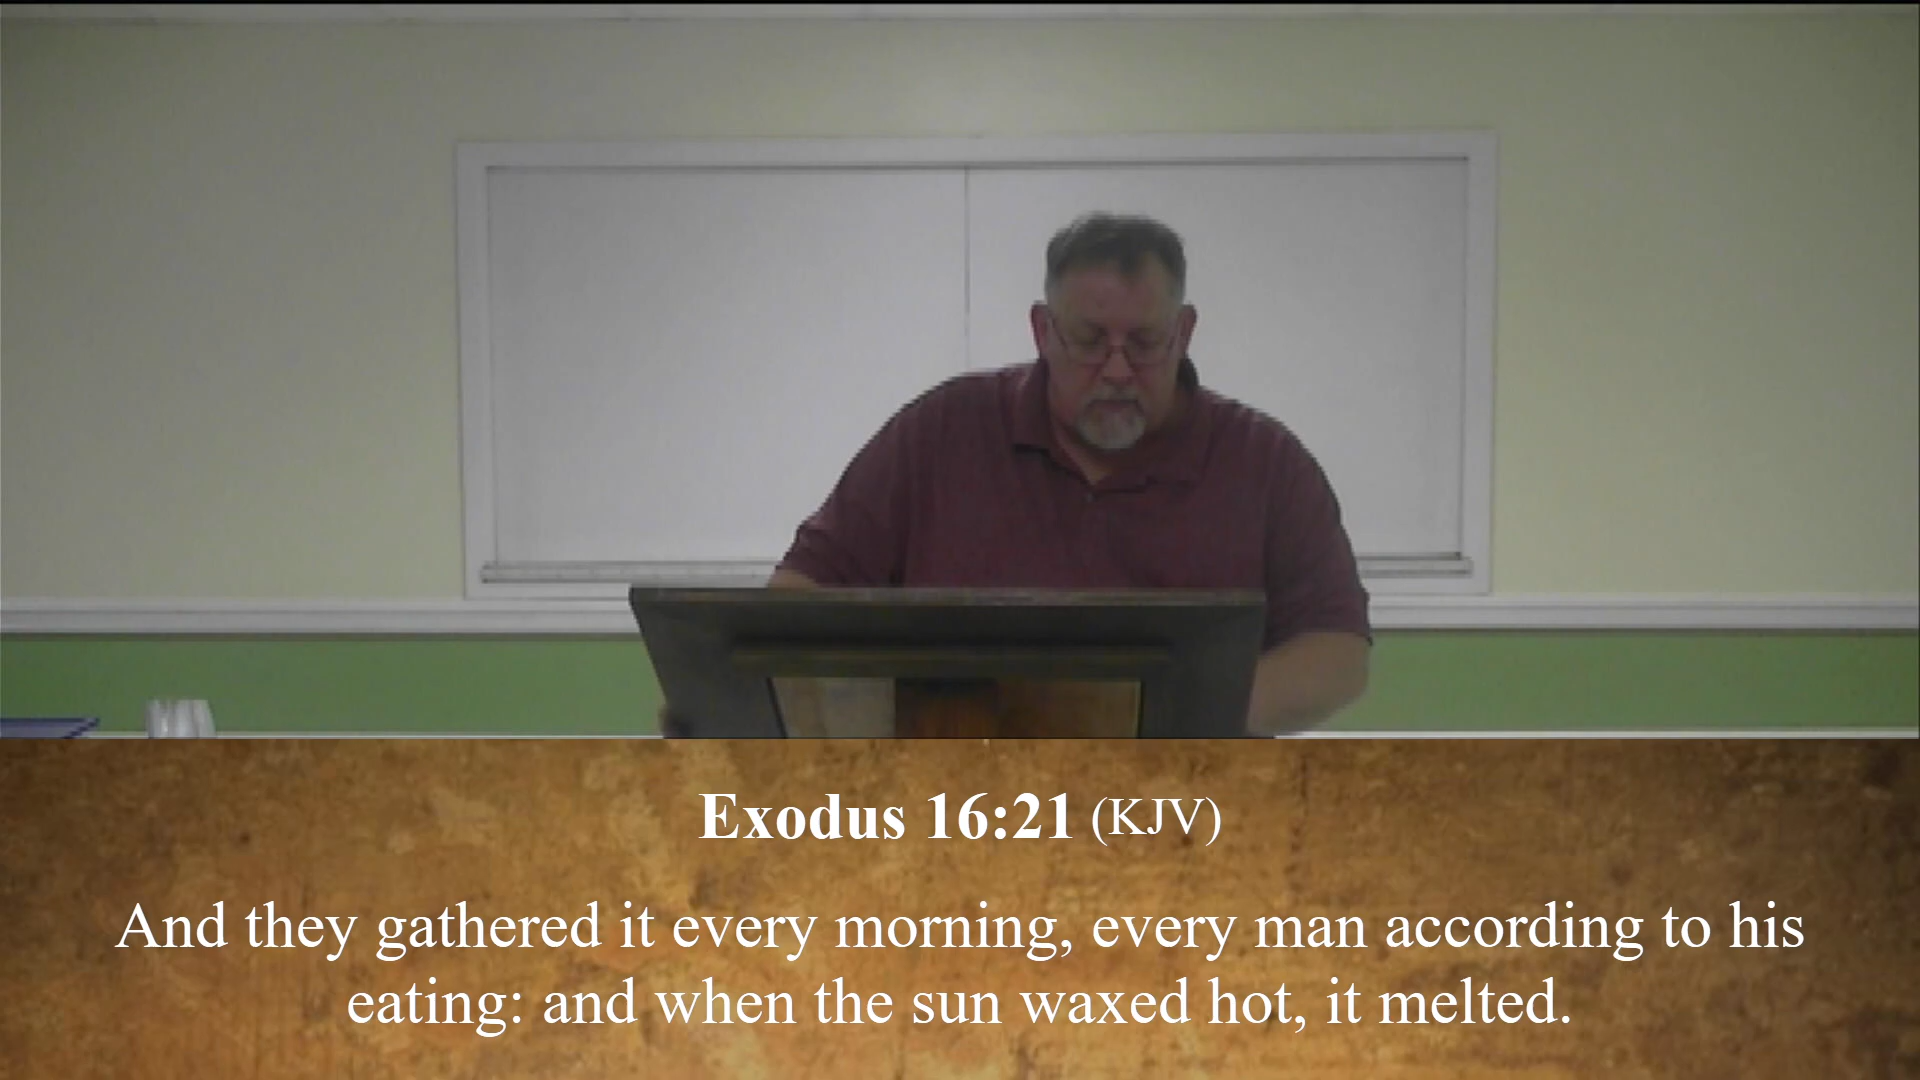 Exodus 16:21 (KJV)
And they gathered it every morning, every man according to his
eating: and when the sun waxed hot, it melted.